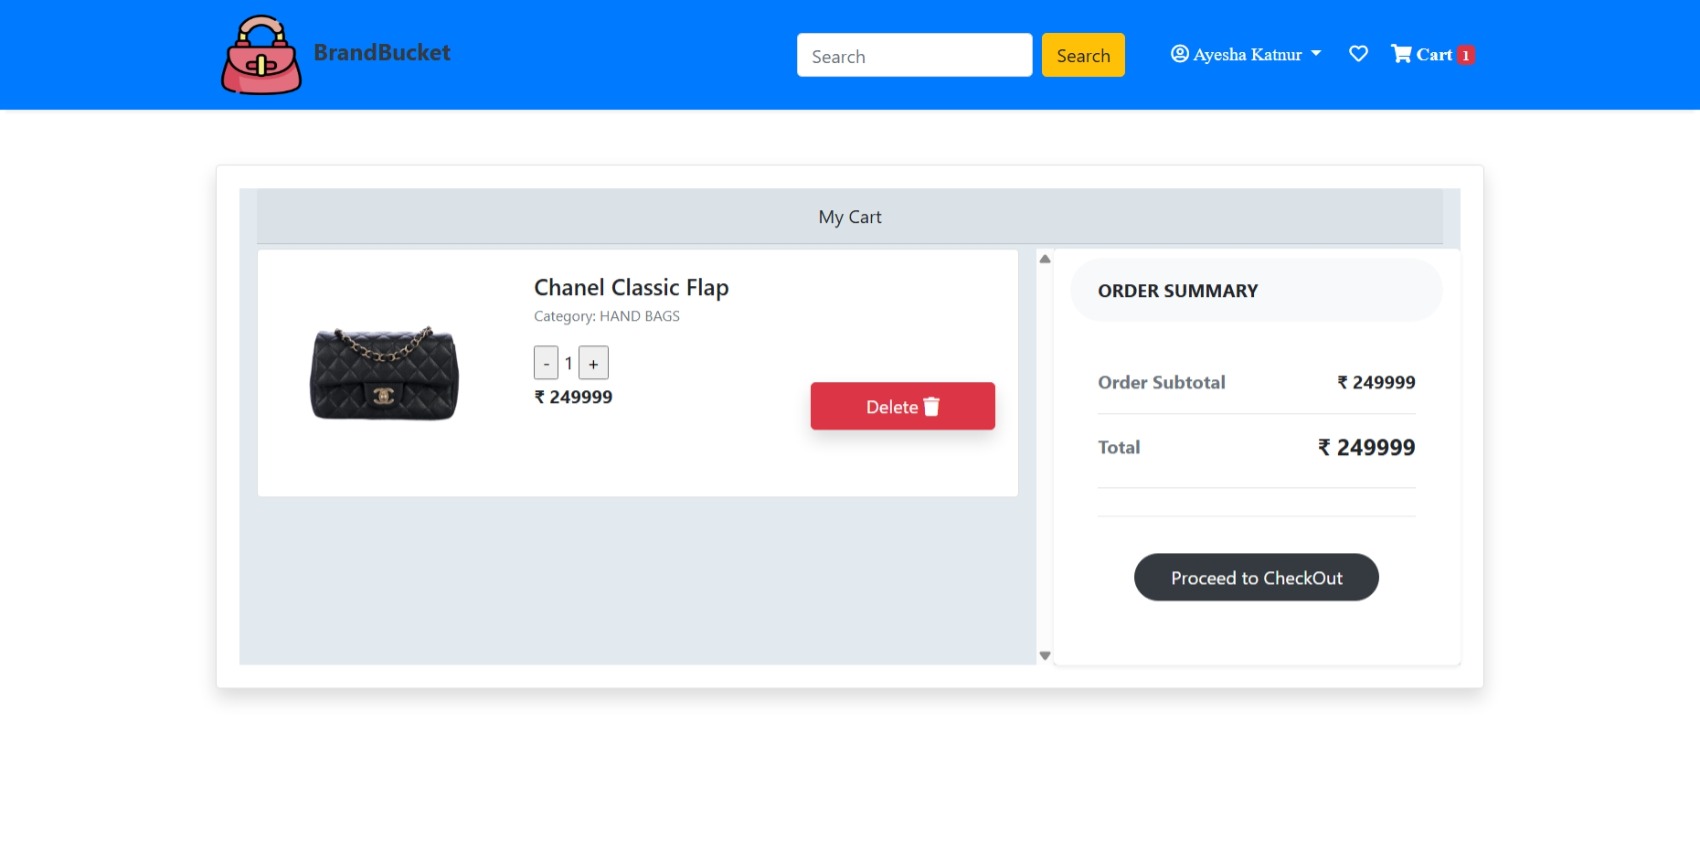 BrandBucket
Search Search Ayesha Katnur Cart 1
My Cart
Chanel Classic Flap
Category: HAND BAGS
- 1 +
₹ 249999
Delete
ORDER SUMMARY
Order Subtotal ₹ 249999
Total ₹ 249999
Proceed to CheckOut